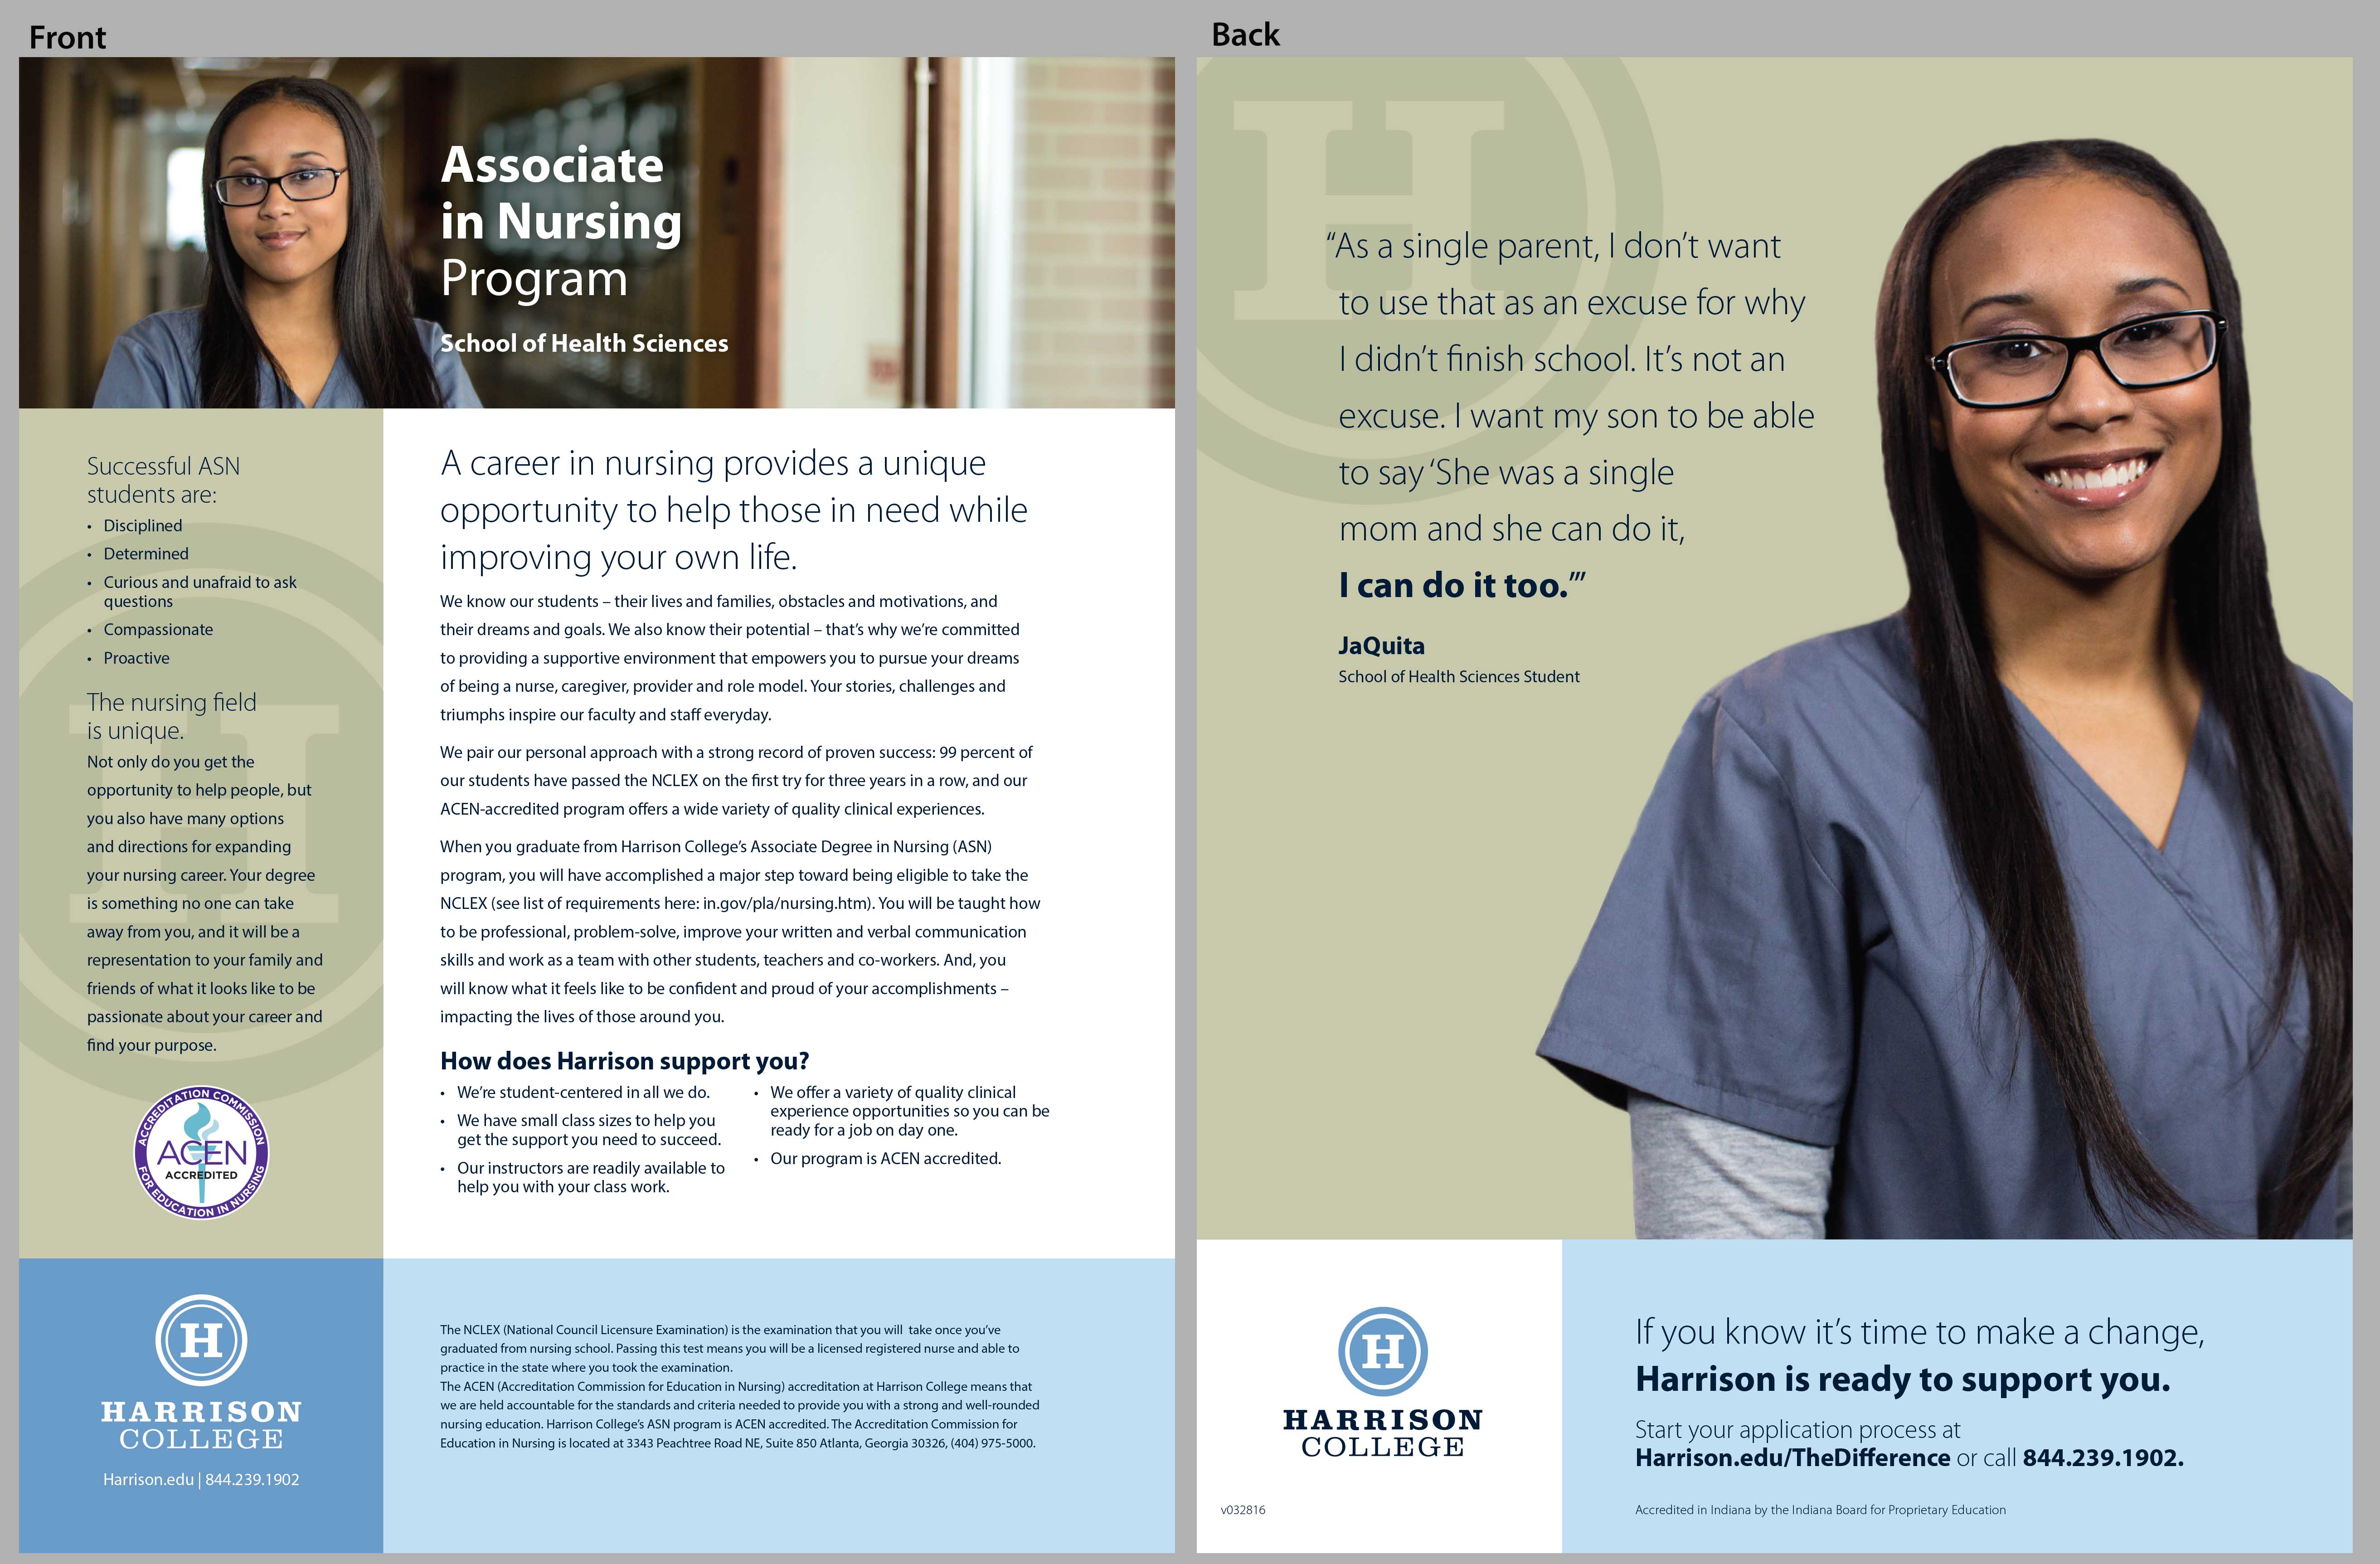 Front
Associate
in Nursing
Program
School of Health Sciences
Successful ASN
students are:
• Disciplined
• Determined
• Curious and unafraid to ask
questions
• Compassionate
• Proactive
The nursing field
is unique.
Not only do you get the
opportunity to help people, but
you also have many options
and directions for expanding
your nursing career. Your degree
is something no one can take
away from you, and it will be a
representation to your family and
friends of what it looks like to be
passionate about your career and
find your purpose.
ACCREDITATION COMMISSION
ACEN
ACCREDITED
FOR EDUCATION IN NURSING
A career in nursing provides a unique
opportunity to help those in need while
improving your own life.
We know our students – their lives and families, obstacles and motivations, and
their dreams and goals. We also know their potential – that's why we're committed
to providing a supportive environment that empowers you to pursue your dreams
of being a nurse, caregiver, provider and role model. Your stories, challenges and
triumphs inspire our faculty and staff everyday.
We pair our personal approach with a strong record of proven success: 99 percent of
our students have passed the NCLEX on the first try for three years in a row, and our
ACEN-accredited program offers a wide variety of quality clinical experiences.
When you graduate from Harrison College's Associate Degree in Nursing (ASN)
program, you will have accomplished a major step toward being eligible to take the
NCLEX (see list of requirements here: in.gov/pla/nursing.htm). You will be taught how
to be professional, problem-solve, improve your written and verbal communication
skills and work as a team with other students, teachers and co-workers. And, you
will know what it feels like to be confident and proud of your accomplishments –
impacting the lives of those around you.
How does Harrison support you?
• We're student-centered in all we do.
• We have small class sizes to help you
get the support you need to succeed.
• Our instructors are readily available to
help you with your class work.
• We offer a variety of quality clinical
experience opportunities so you can be
ready for a job on day one.
• Our program is ACEN accredited.
H
HARRISON
COLLEGE
Harrison.edu | 844.239.1902
The NCLEX (National Council Licensure Examination) is the examination that you will take once you've
graduated from nursing school. Passing this test means you will be a licensed registered nurse and able to
practice in the state where you took the examination.
The ACEN (Accreditation Commission for Education in Nursing) accreditation at Harrison College means that
we are held accountable for the standards and criteria needed to provide you with a strong and well-rounded
nursing education. Harrison College's ASN program is ACEN accredited. The Accreditation Commission for
Education in Nursing is located at 3343 Peachtree Road NE, Suite 850 Atlanta, Georgia 30326, (404) 975-5000.
Back
H
“As a single parent, I don't want
to use that as an excuse for why
I didn't finish school. It's not an
excuse. I want my son to be able
to say ‘She was a single
mom and she can do it,
I can do it too.’”
JaQuita
School of Health Sciences Student
H
HARRISON
COLLEGE
v032816
If you know it's time to make a change,
Harrison is ready to support you.
Start your application process at
Harrison.edu/TheDifference or call 844.239.1902.
Accredited in Indiana by the Indiana Board for Proprietary Education